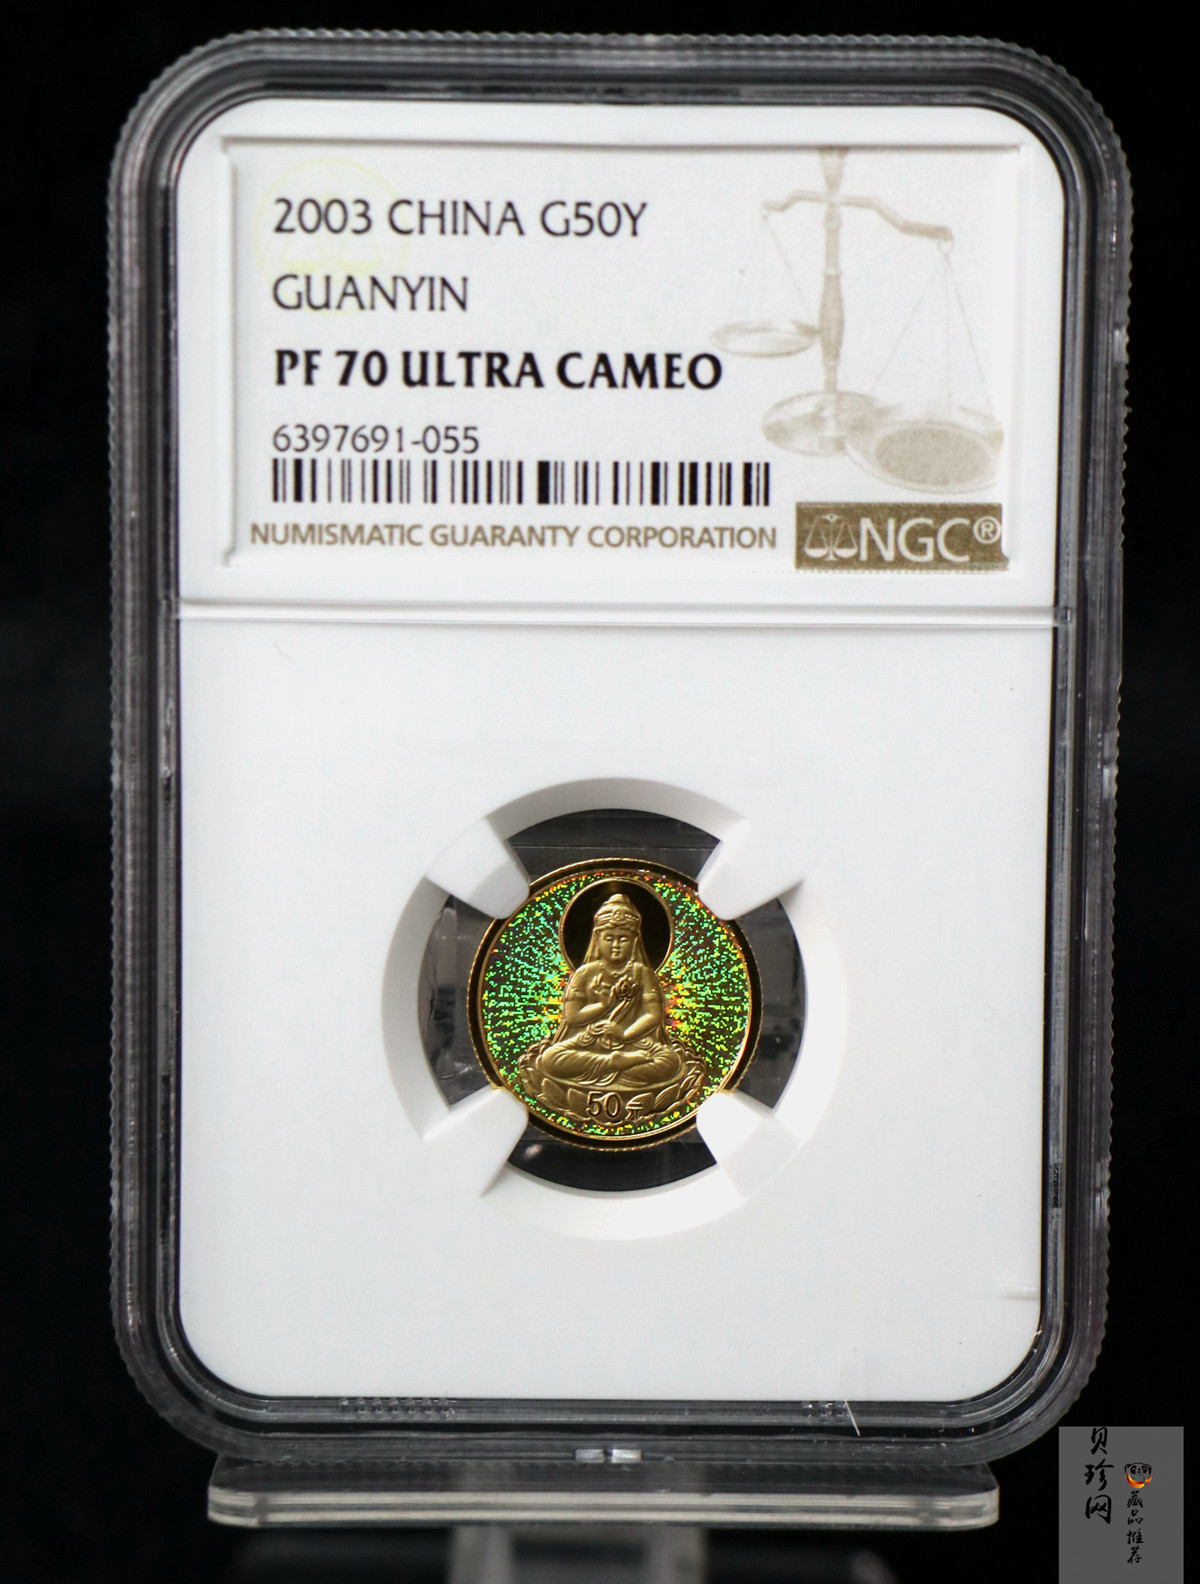 2003 CHINA G50Y
GUANYIN
PF 70 ULTRA CAMEO
6397691-055
NUMISMATIC GUARANTY CORPORATION
NGC®
50元
贝珍网
藏品推荐